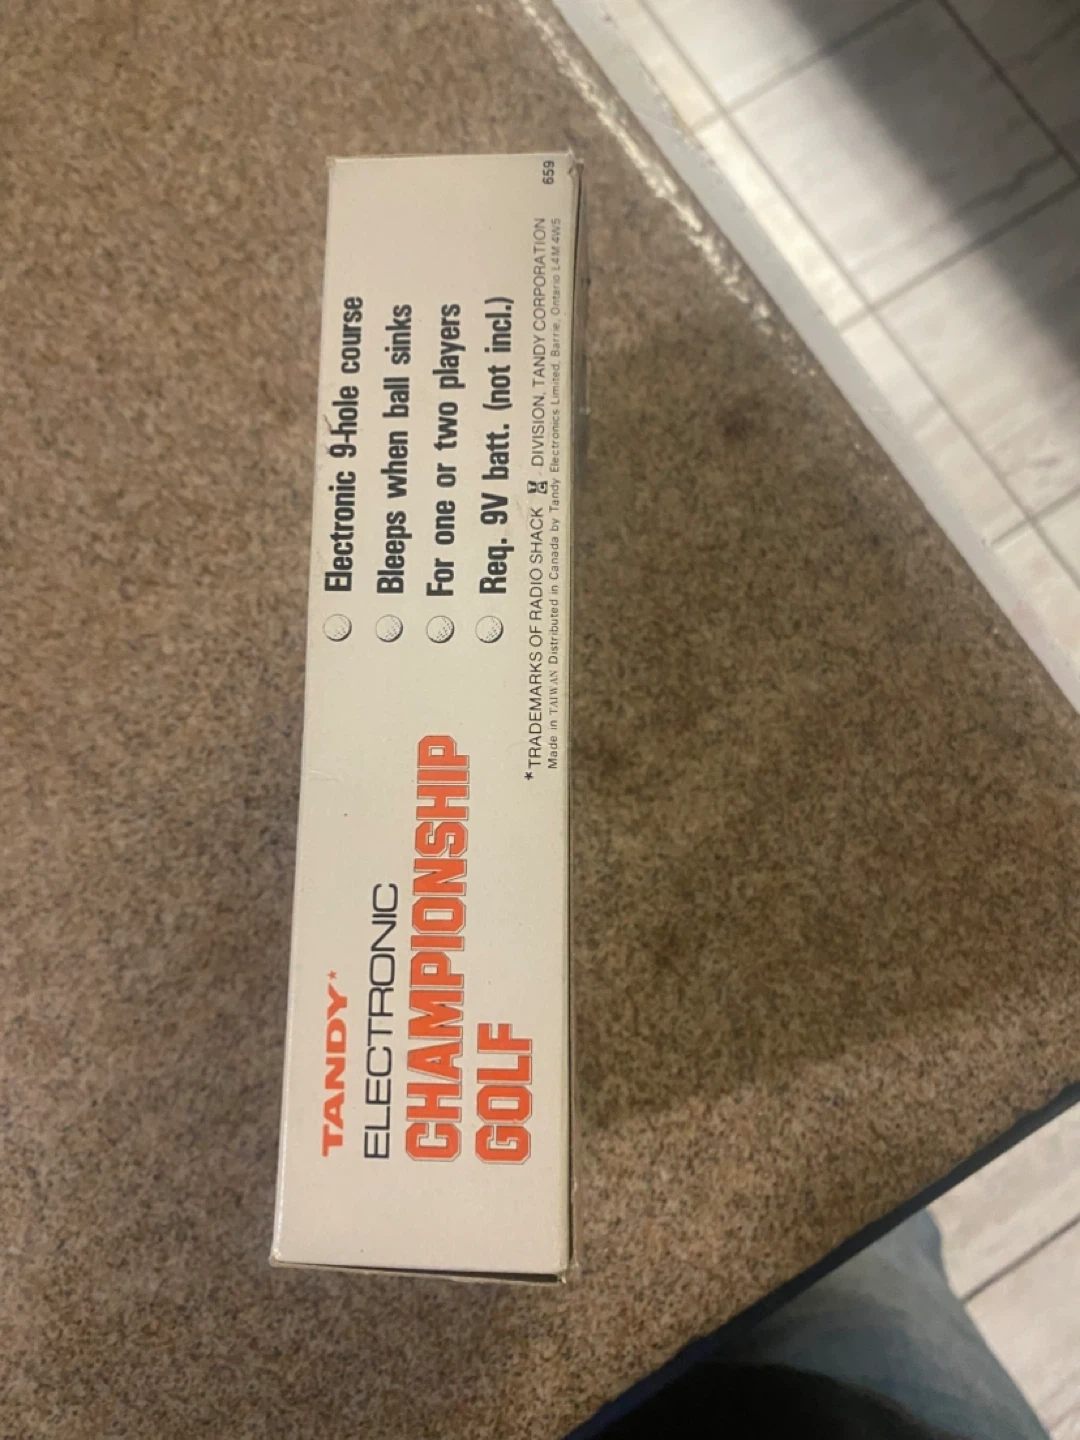 TANDY*
ELECTRONIC
CHAMPIONSHIP
GOLF
Electronic 9-hole course
Bleeps when ball sinks
For one or two players
Req. 9V batt. (not incl.)
*TRADEMARKS OF RADIO SHACK - DIVISION, TANDY CORPORATION
Made in TAIWAN Distributed in Canada by Tandy Electronics Limited, Barrie, Ontario L4M 4W5
659